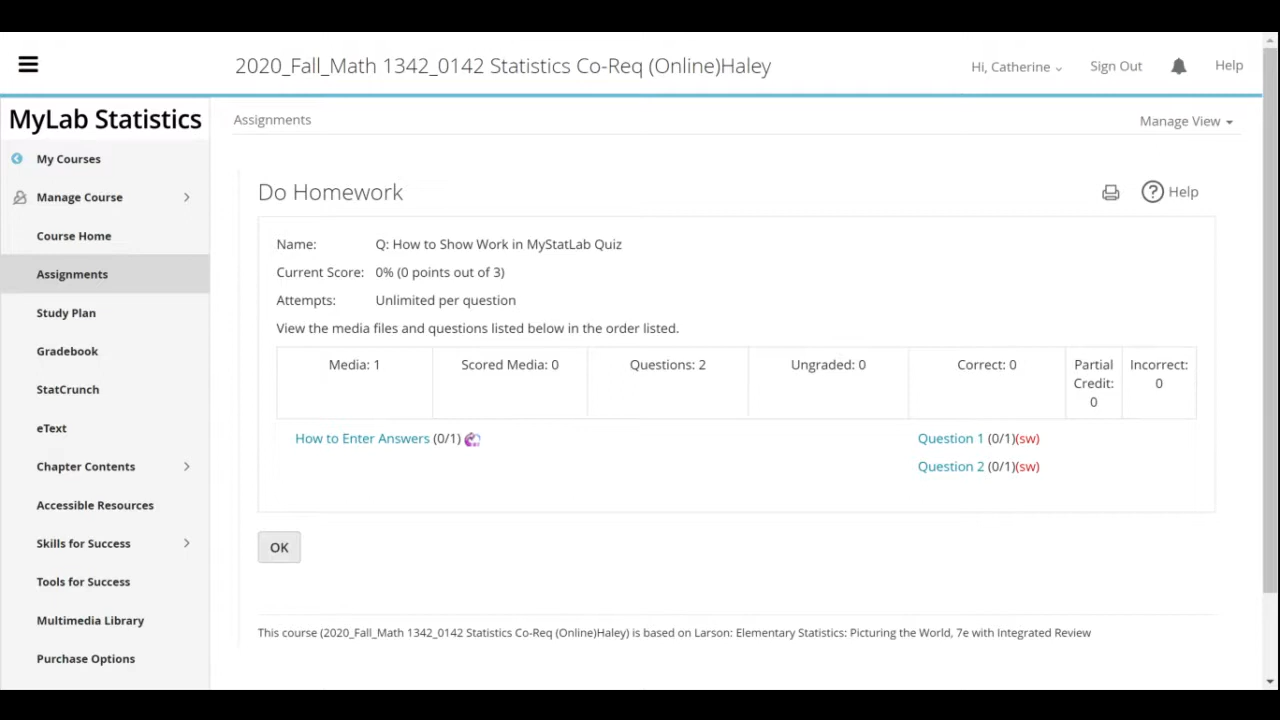 2020_Fall_Math 1342_0142 Statistics Co-Req (Online)Haley
Hi, Catherine
Sign Out
Help
MyLab Statistics
My Courses
Manage Course
Course Home
Assignments
Study Plan
Gradebook
StatCrunch
eText
Chapter Contents
Accessible Resources
Skills for Success
Tools for Success
Multimedia Library
Purchase Options
Assignments
Manage View
Do Homework
? Help
Name: Q: How to Show Work in MyStatLab Quiz
Current Score: 0% (0 points out of 3)
Attempts: Unlimited per question
View the media files and questions listed below in the order listed.
Media: 1
Scored Media: 0
Questions: 2
Ungraded: 0
Correct: 0
Partial
Credit:
0
Incorrect:
0
How to Enter Answers (0/1)
Question 1 (0/1)(sw)
Question 2 (0/1)(sw)
OK
This course (2020_Fall_Math 1342_0142 Statistics Co-Req (Online)Haley) is based on Larson: Elementary Statistics: Picturing the World, 7e with Integrated Review